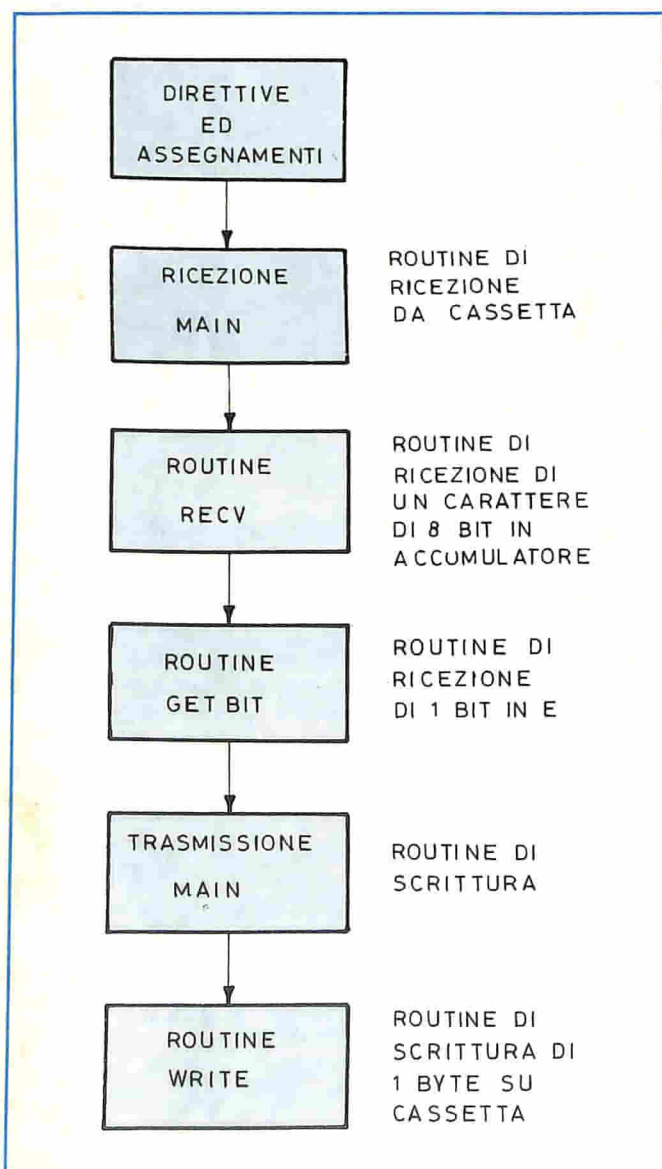 DIRETTIVE
ED
ASSEGNAMENTI
RICEZIONE
MAIN
ROUTINE DI
RICEZIONE
DA CASSETTA
ROUTINE
RECV
ROUTINE DI
RICEZIONE DI
UN CARATTERE
DI 8 BIT IN
ACCUMULATORE
ROUTINE
GET BIT
ROUTINE DI
RICEZIONE
DI 1 BIT IN E
TRASMISSIONE
MAIN
ROUTINE DI
SCRITTURA
ROUTINE
WRITE
ROUTINE DI
SCRITTURA DI
1 BYTE SU
CASSETTA